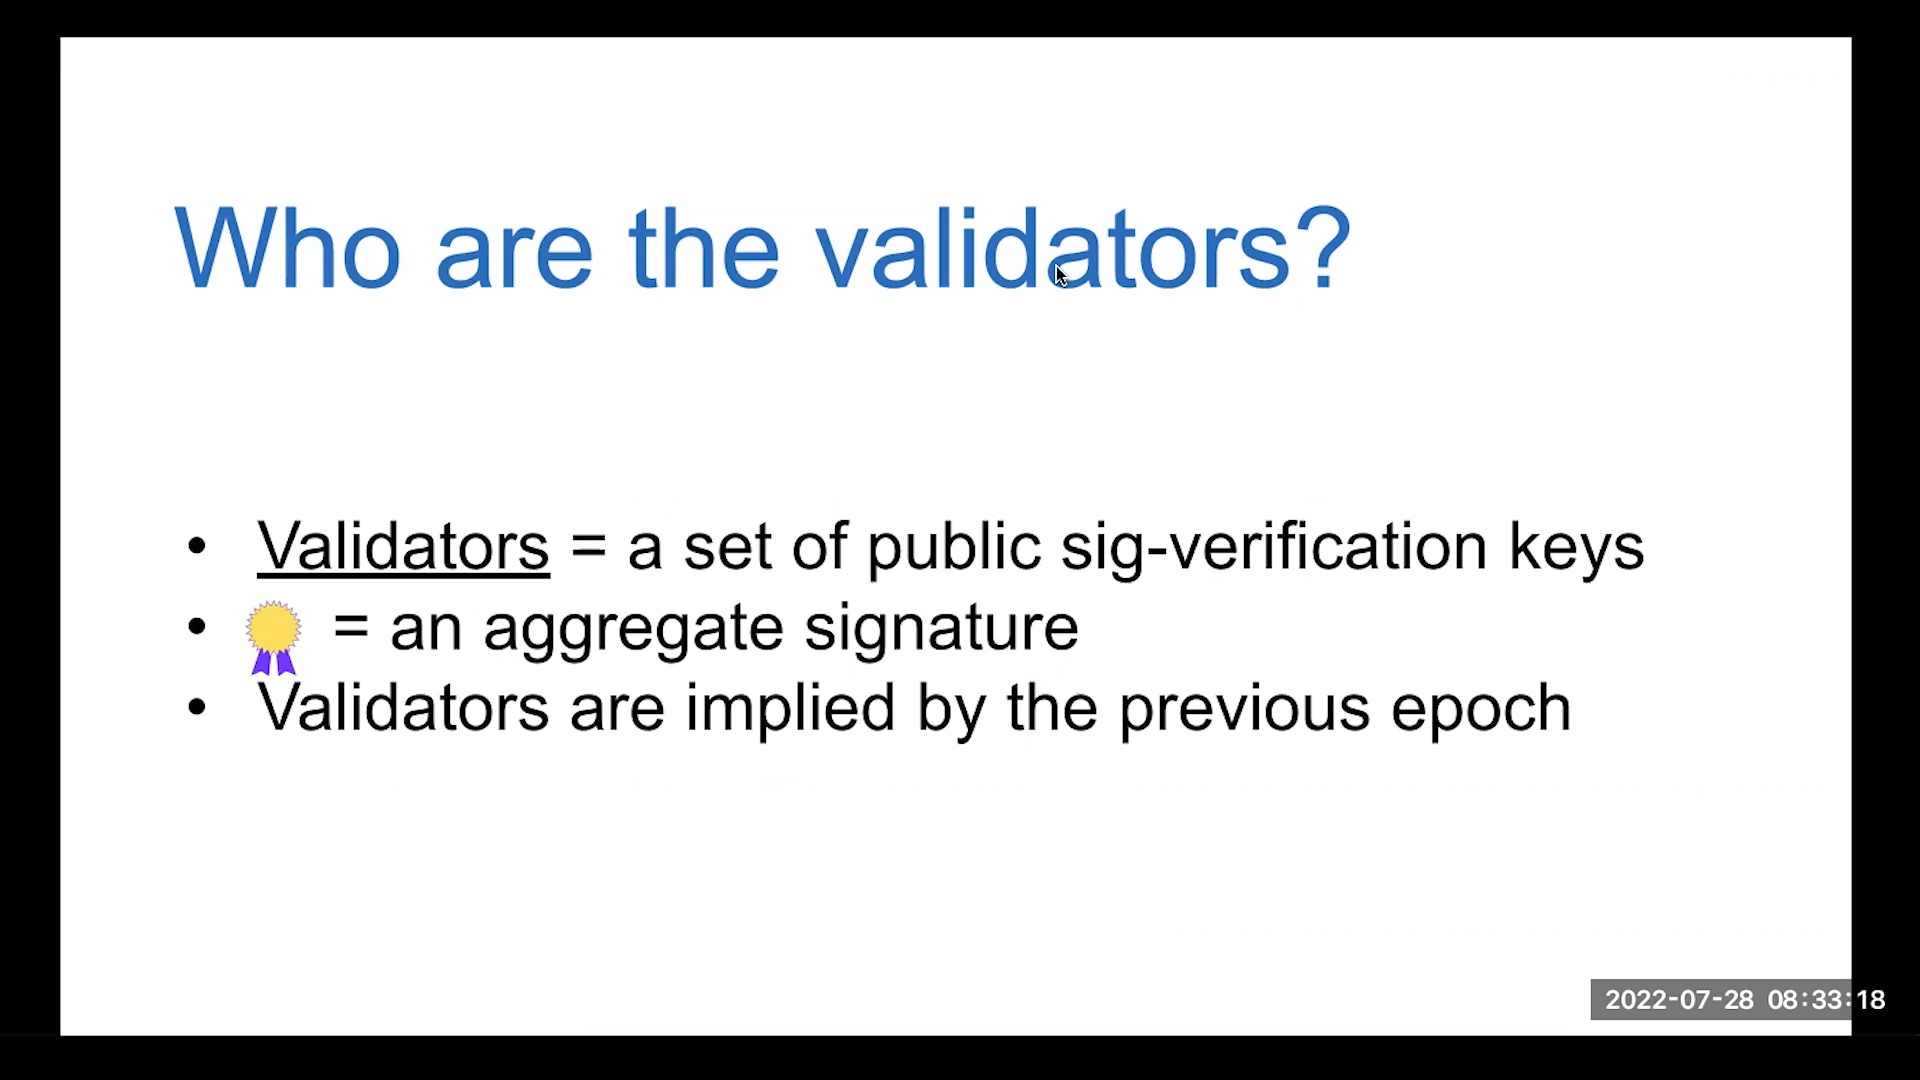 Who are the validators?
• Validators = a set of public sig-verification keys
• = an aggregate signature
• Validators are implied by the previous epoch
2022-07-28 08:33:18